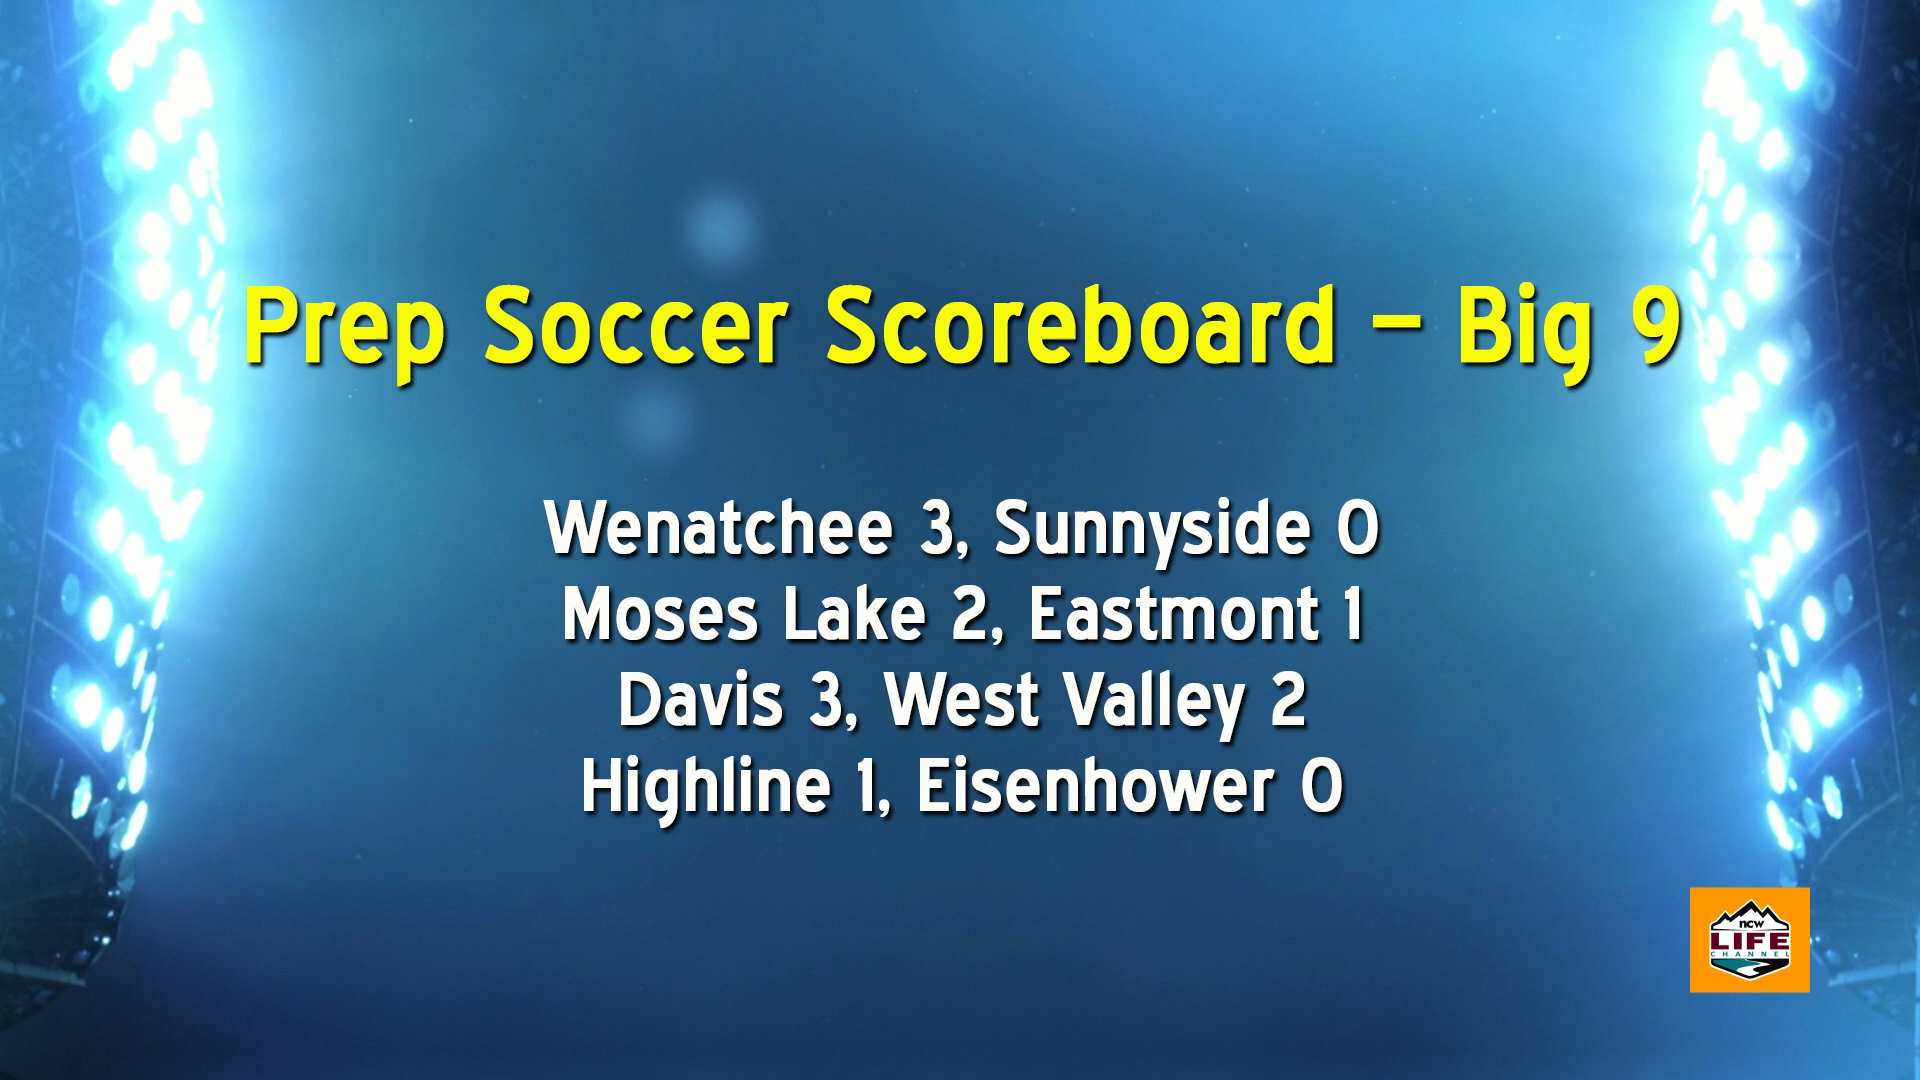 Prep Soccer Scoreboard – Big 9
Wenatchee 3, Sunnyside 0
Moses Lake 2, Eastmont 1
Davis 3, West Valley 2
Highline 1, Eisenhower 0
ncw
LIFE
CHANNEL